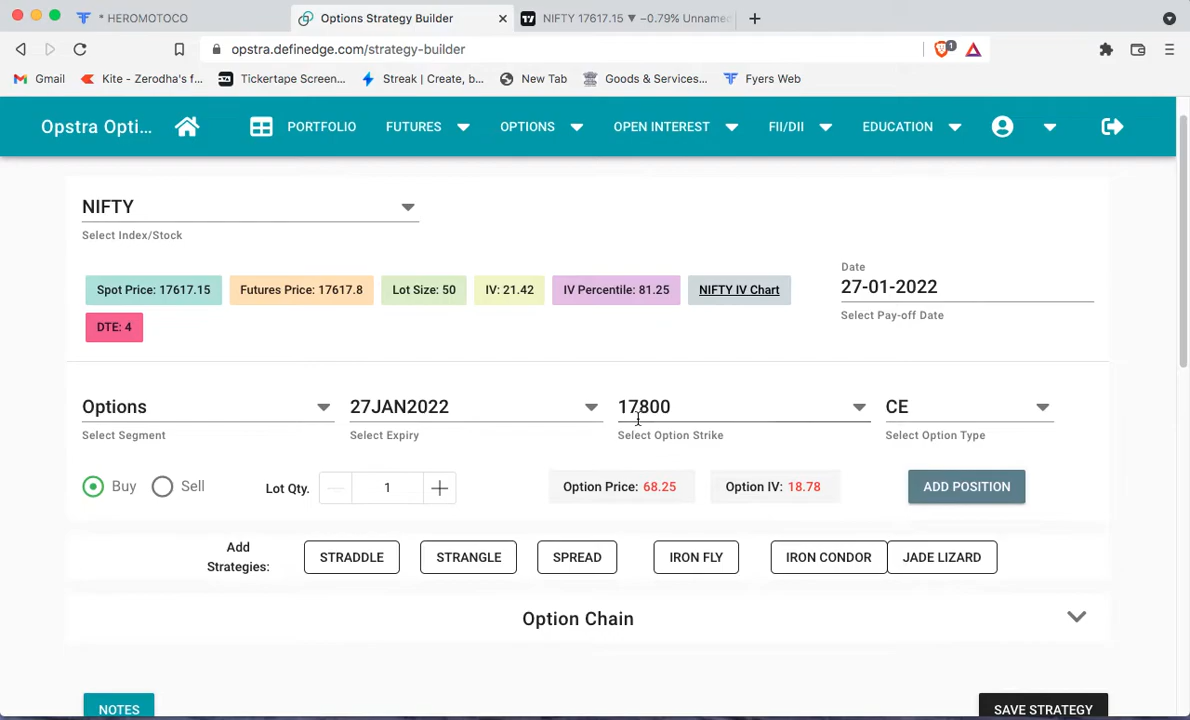 * HEROMOTOCO
Options Strategy Builder
NIFTY 17617.15 ▼ −0.79% Unname
opstra.definedge.com/strategy-builder
1
Gmail
Kite - Zerodha's f...
Tickertape Screen...
Streak | Create, b...
New Tab
Goods & Services...
Fyers Web
Opstra Opti...
PORTFOLIO
FUTURES
OPTIONS
OPEN INTEREST
FII/DII
EDUCATION
NIFTY
Select Index/Stock
Spot Price: 17617.15
Futures Price: 17617.8
Lot Size: 50
IV: 21.42
IV Percentile: 81.25
NIFTY IV Chart
DTE: 4
Date
27-01-2022
Select Pay-off Date
Options
Select Segment
27JAN2022
Select Expiry
17800
Select Option Strike
CE
Select Option Type
Buy
Sell
Lot Qty.
1
Option Price: 68.25
Option IV: 18.78
ADD POSITION
Add
Strategies:
STRADDLE
STRANGLE
SPREAD
IRON FLY
IRON CONDOR
JADE LIZARD
Option Chain
NOTES
SAVE STRATEGY